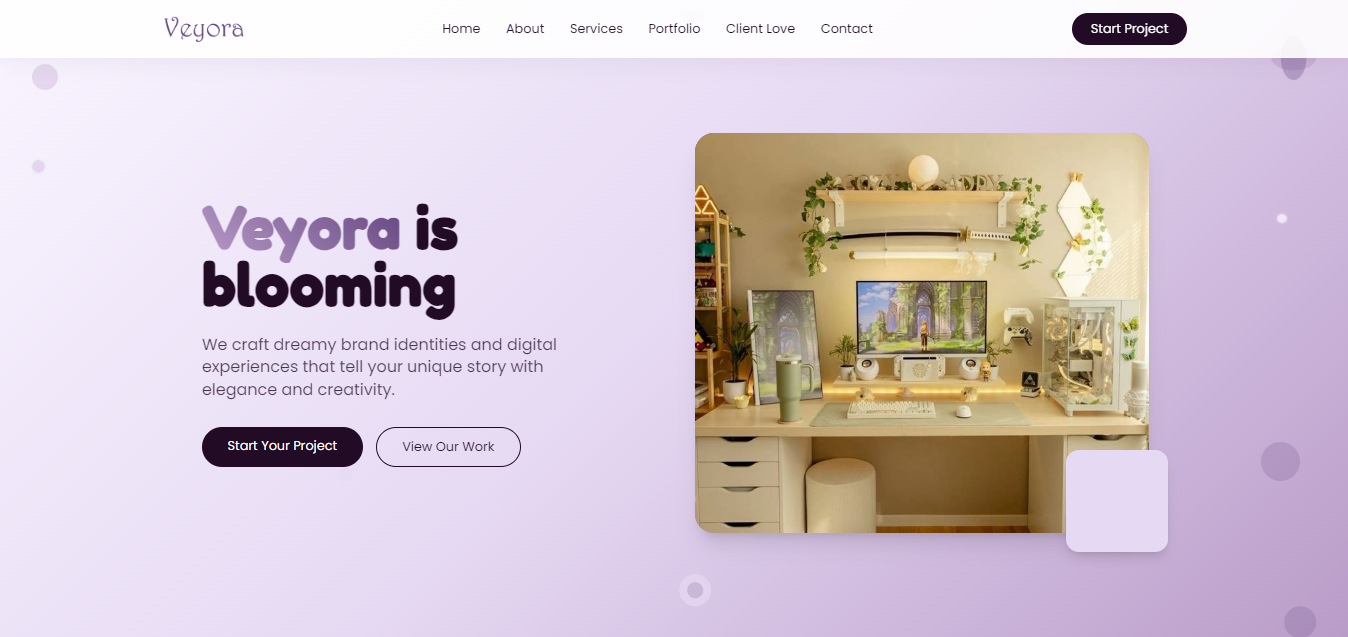 Veyora
Home About Services Portfolio Client Love Contact
Start Project
Veyora is
blooming
We craft dreamy brand identities and digital
experiences that tell your unique story with
elegance and creativity.
Start Your Project
View Our Work